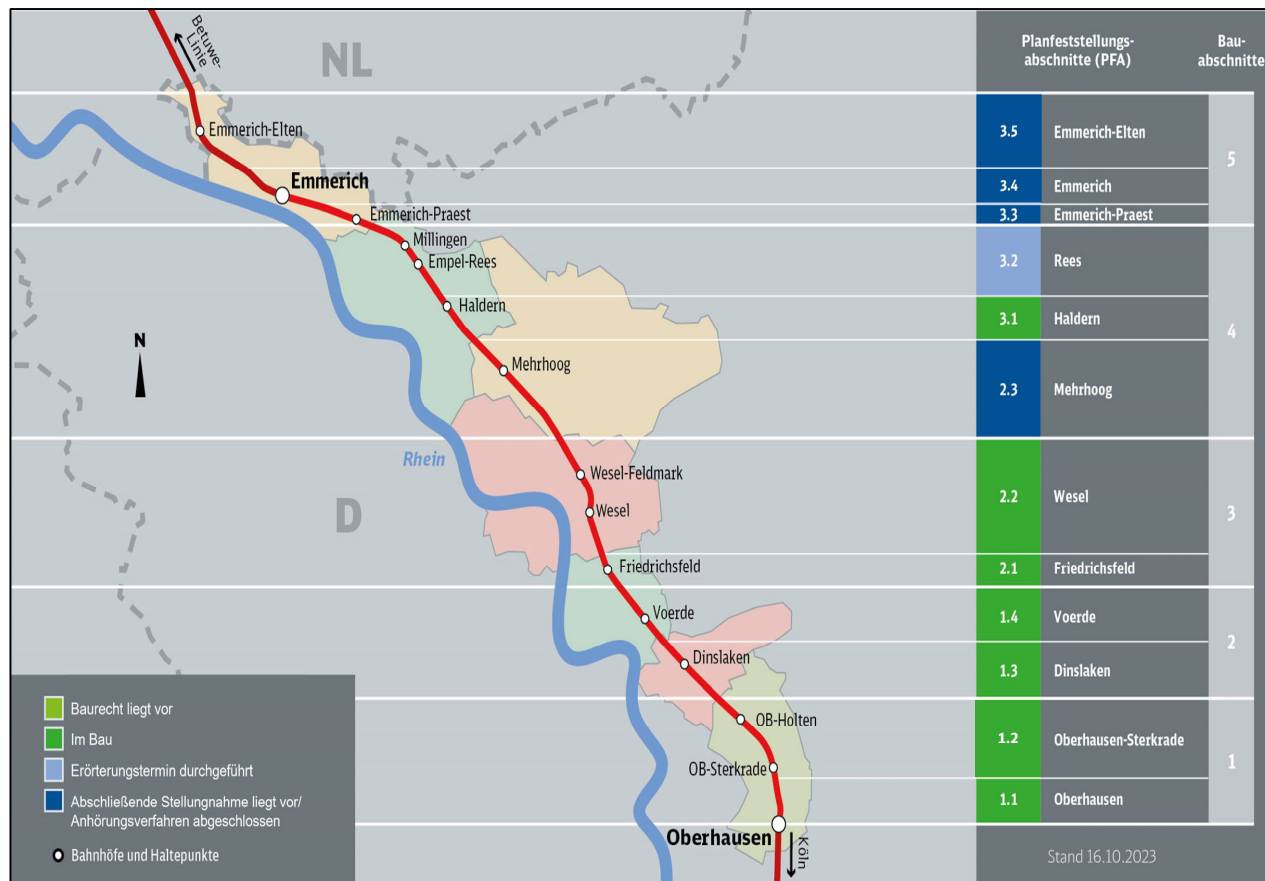 Betuwe-
Linie
NL
Emmerich-Elten
Emmerich
Emmerich-Praest
Millingen
Empel-Rees
Haldern
N
Mehrhoog
Rhein
Wesel-Feldmark
D
Wesel
Friedrichsfeld
Voerde
Dinslaken
OB-Holten
OB-Sterkrade
Oberhausen
Köln
Planfeststellungs-
abschnitte (PFA)
Bau-
abschnitte
3.5 Emmerich-Elten
5
3.4 Emmerich
3.3 Emmerich-Praest
3.2 Rees
3.1 Haldern
4
2.3 Mehrhoog
2.2 Wesel
3
2.1 Friedrichsfeld
1.4 Voerde
2
1.3 Dinslaken
1.2 Oberhausen-Sterkrade
1
1.1 Oberhausen
Stand 16.10.2023
Baurecht liegt vor
Im Bau
Erörterungstermin durchgeführt
Abschließende Stellungnahme liegt vor/
Anhörungsverfahren abgeschlossen
Bahnhöfe und Haltepunkte